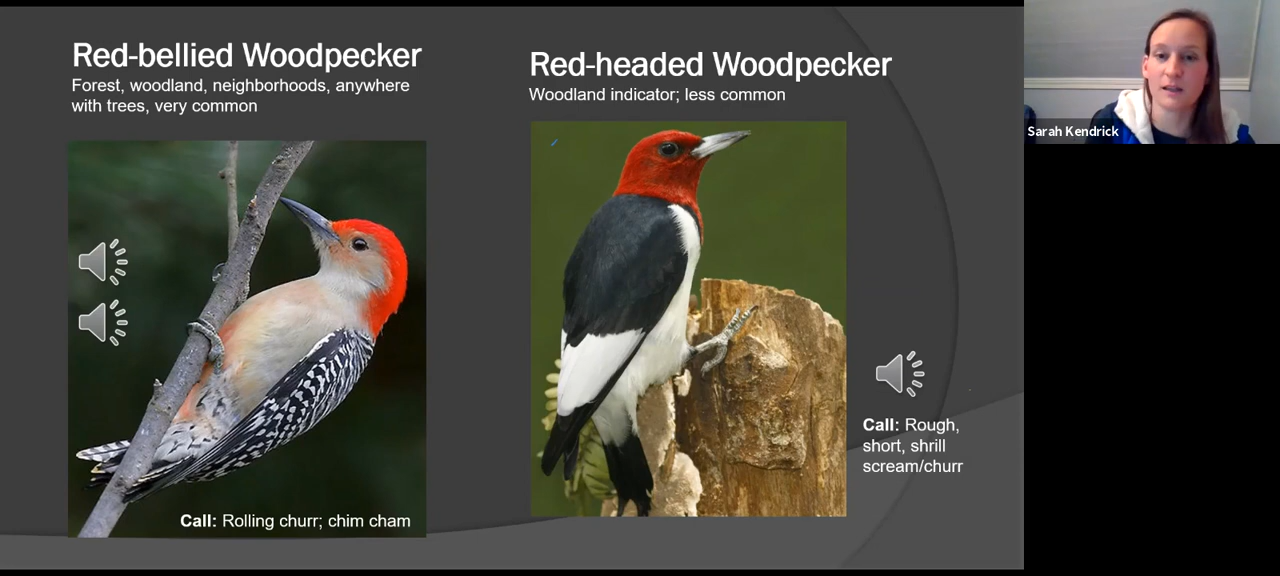 Red-bellied Woodpecker
Forest, woodland, neighborhoods, anywhere
with trees, very common
Call: Rolling churr; chim cham
Red-headed Woodpecker
Woodland indicator; less common
Call: Rough,
short, shrill
scream/churr
Sarah Kendrick